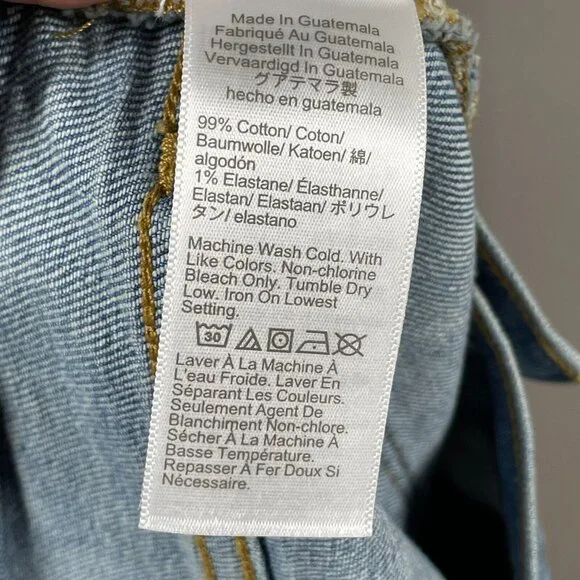 Made In Guatemala
Fabriqué Au Guatemala
Hergestellt In Guatemala
Vervaardigd In Guatemala
グアテマラ製
hecho en guatemala
99% Cotton/ Coton/
Baumwolle/ Katoen/ 綿/
algodón
1% Elastane/ Élasthanne/
Elastan/ Elastaan/ ポリウレ
タン/ elastano
Machine Wash Cold. With
Like Colors. Non-chlorine
Bleach Only. Tumble Dry
Low. Iron On Lowest
Setting.
30
Laver À La Machine À
L'eau Froide. Laver En
Séparant Les Couleurs.
Seulement Agent De
Blanchiment Non-chlore.
Sécher À La Machine À
Basse Température.
Repasser À Fer Doux Si
Nécessaire.